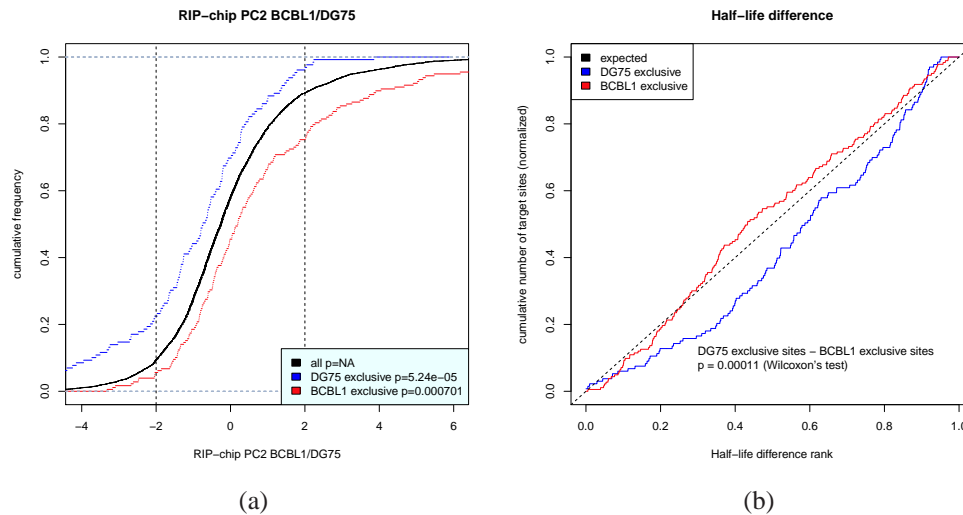 RIP−chip PC2 BCBL1/DG75
cumulative frequency
1.0
0.8
0.6
0.4
0.2
0.0
−4
−2
0
2
4
6
all p=NA
DG75 exclusive p=5.24e−05
BCBL1 exclusive p=0.000701
RIP−chip PC2 BCBL1/DG75
(a)
Half−life difference
cumulative number of target sites (normalized)
1.0
0.8
0.6
0.4
0.2
0.0
expected
DG75 exclusive
BCBL1 exclusive
DG75 exclusive sites − BCBL1 exclusive sites
p = 0.00011 (Wilcoxon's test)
0.0
0.2
0.4
0.6
0.8
1.0
Half−life difference rank
(b)